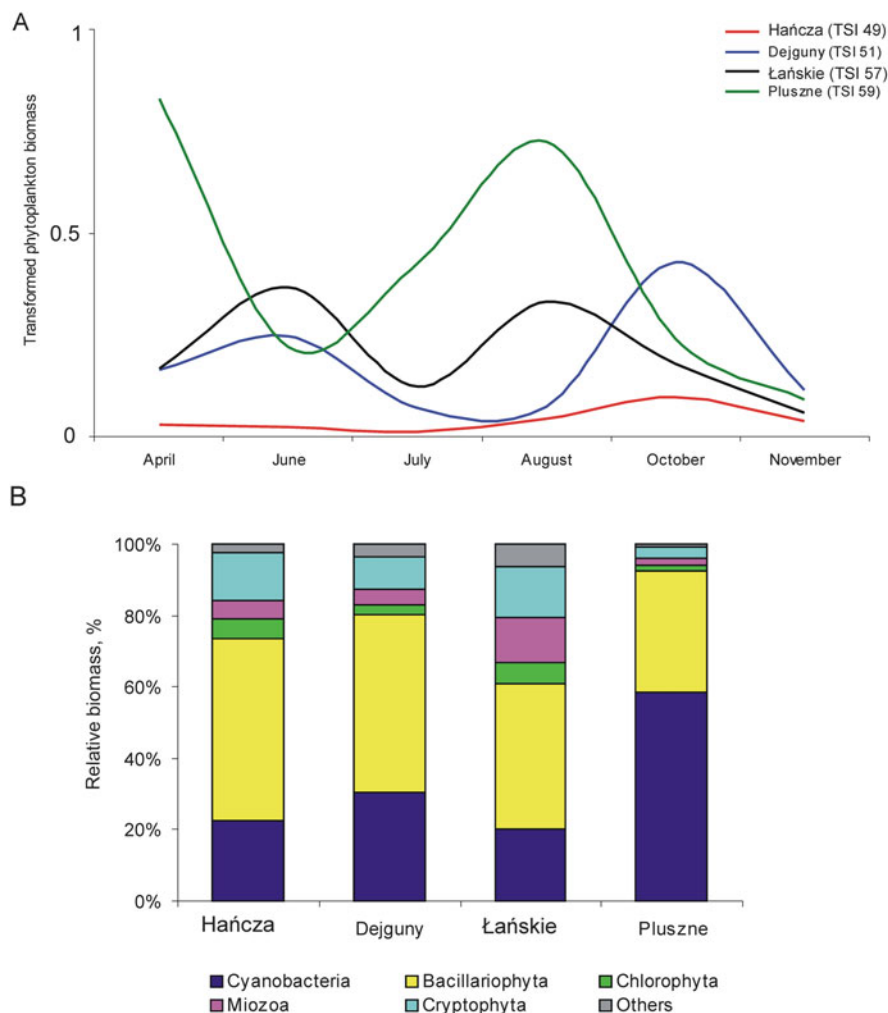 A
1
Hańcza (TSI 49)
Dejguny (TSI 51)
Łańskie (TSI 57)
Pluszne (TSI 59)
Transformed phytoplankton biomass
0.5
0
April June July August October November
B
100%
80%
60%
40%
20%
0%
Relative biomass, %
Hańcza Dejguny Łańskie Pluszne
Cyanobacteria Bacillariophyta Chlorophyta
Miozoa Cryptophyta Others